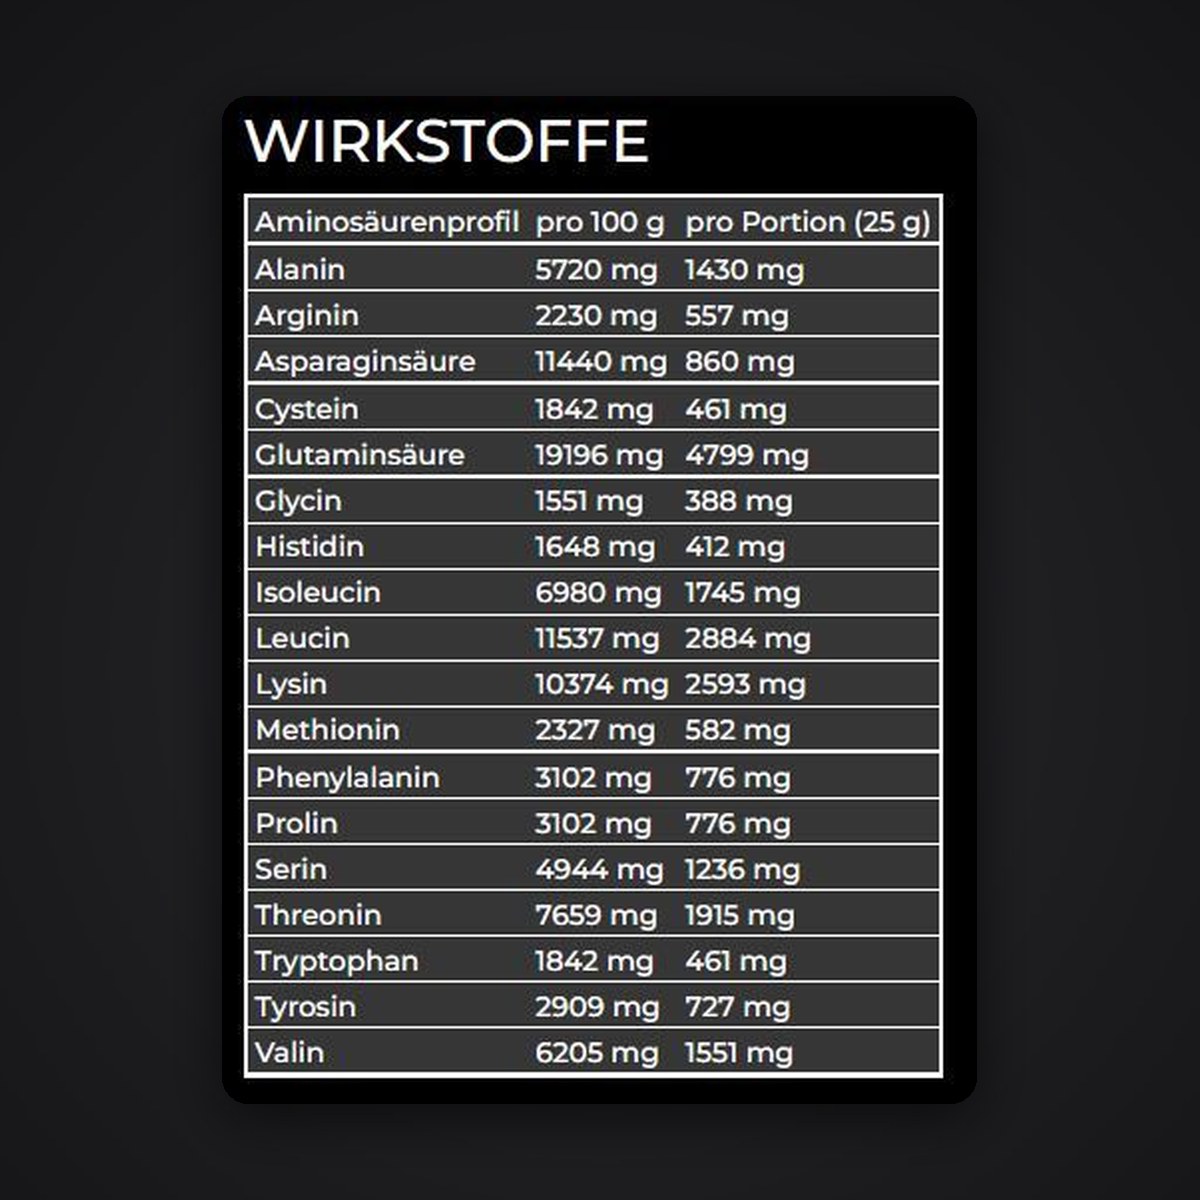 WIRKSTOFFE
Aminosäurenprofil pro 100 g pro Portion (25 g)
Alanin 5720 mg 1430 mg
Arginin 2230 mg 557 mg
Asparaginsäure 11440 mg 860 mg
Cystein 1842 mg 461 mg
Glutaminsäure 19196 mg 4799 mg
Glycin 1551 mg 388 mg
Histidin 1648 mg 412 mg
Isoleucin 6980 mg 1745 mg
Leucin 11537 mg 2884 mg
Lysin 10374 mg 2593 mg
Methionin 2327 mg 582 mg
Phenylalanin 3102 mg 776 mg
Prolin 3102 mg 776 mg
Serin 4944 mg 1236 mg
Threonin 7659 mg 1915 mg
Tryptophan 1842 mg 461 mg
Tyrosin 2909 mg 727 mg
Valin 6205 mg 1551 mg